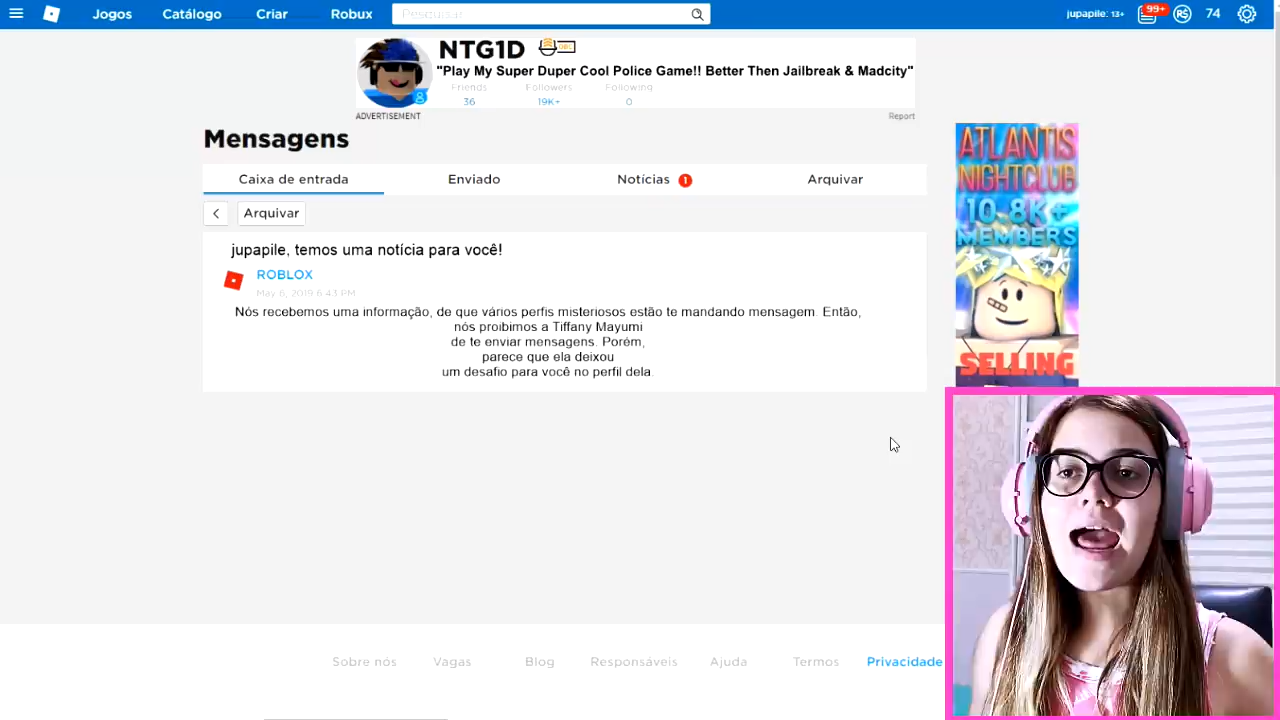 Jogos Catálogo Criar Robux Pesquisar jupapile: 13+ 99+ 74
NTG1D OBC
"Play My Super Duper Cool Police Game!! Better Then Jailbreak & Madcity"
Friends Followers Following
36 19K+ 0
ADVERTISEMENT Report
Mensagens
Caixa de entrada Enviado Notícias 1 Arquivar
Arquivar
jupapile, temos uma notícia para você!
ROBLOX
May 6, 2019 6:43 PM
Nós recebemos uma informação, de que vários perfis misteriosos estão te mandando mensagem. Então,
nós proibimos a Tiffany Mayumi
de te enviar mensagens. Porém,
parece que ela deixou
um desafio para você no perfil dela.
ATLANTIS
NIGHTCLUB
10.8K+
MEMBERS
SELLING
Sobre nós Vagas Blog Responsáveis Ajuda Termos Privacidade